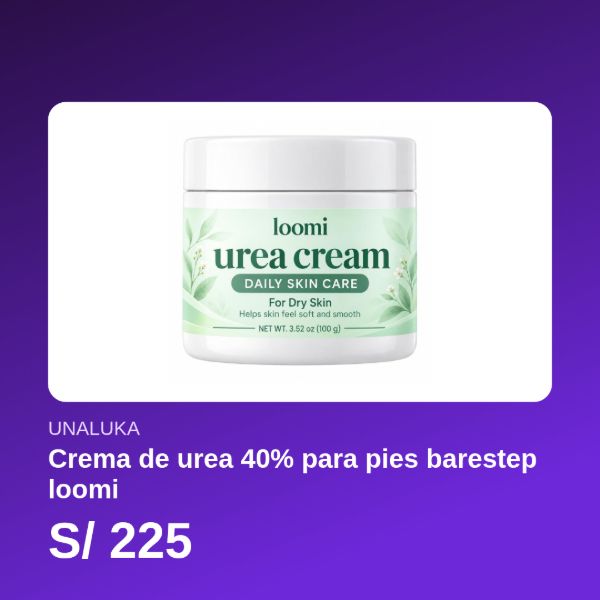 loomi
urea cream
DAILY SKIN CARE
For Dry Skin
Helps skin feel soft and smooth
NET WT. 3.52 oz (100 g)
UNALUKA
Crema de urea 40% para pies barestep
loomi
S/ 225